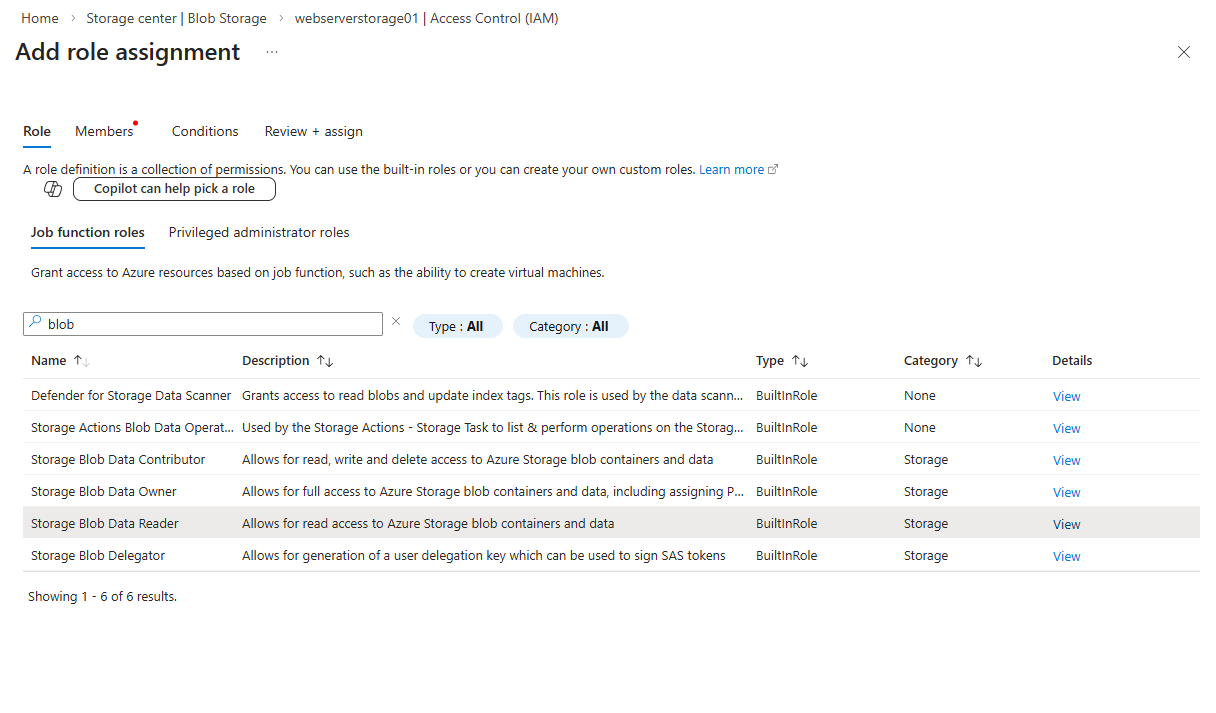 Home > Storage center | Blob Storage > webserverstorage01 | Access Control (IAM)
Add role assignment ...
Role Members Conditions Review + assign
A role definition is a collection of permissions. You can use the built-in roles or you can create your own custom roles. Learn more
Copilot can help pick a role
Job function roles Privileged administrator roles
Grant access to Azure resources based on job function, such as the ability to create virtual machines.
blob Type : All Category : All
Name Description Type Category Details
Defender for Storage Data Scanner Grants access to read blobs and update index tags. This role is used by the data scann... BuiltInRole None View
Storage Actions Blob Data Operat... Used by the Storage Actions - Storage Task to list & perform operations on the Storag... BuiltInRole None View
Storage Blob Data Contributor Allows for read, write and delete access to Azure Storage blob containers and data BuiltInRole Storage View
Storage Blob Data Owner Allows for full access to Azure Storage blob containers and data, including assigning P... BuiltInRole Storage View
Storage Blob Data Reader Allows for read access to Azure Storage blob containers and data BuiltInRole Storage View
Storage Blob Delegator Allows for generation of a user delegation key which can be used to sign SAS tokens BuiltInRole Storage View
Showing 1 - 6 of 6 results.